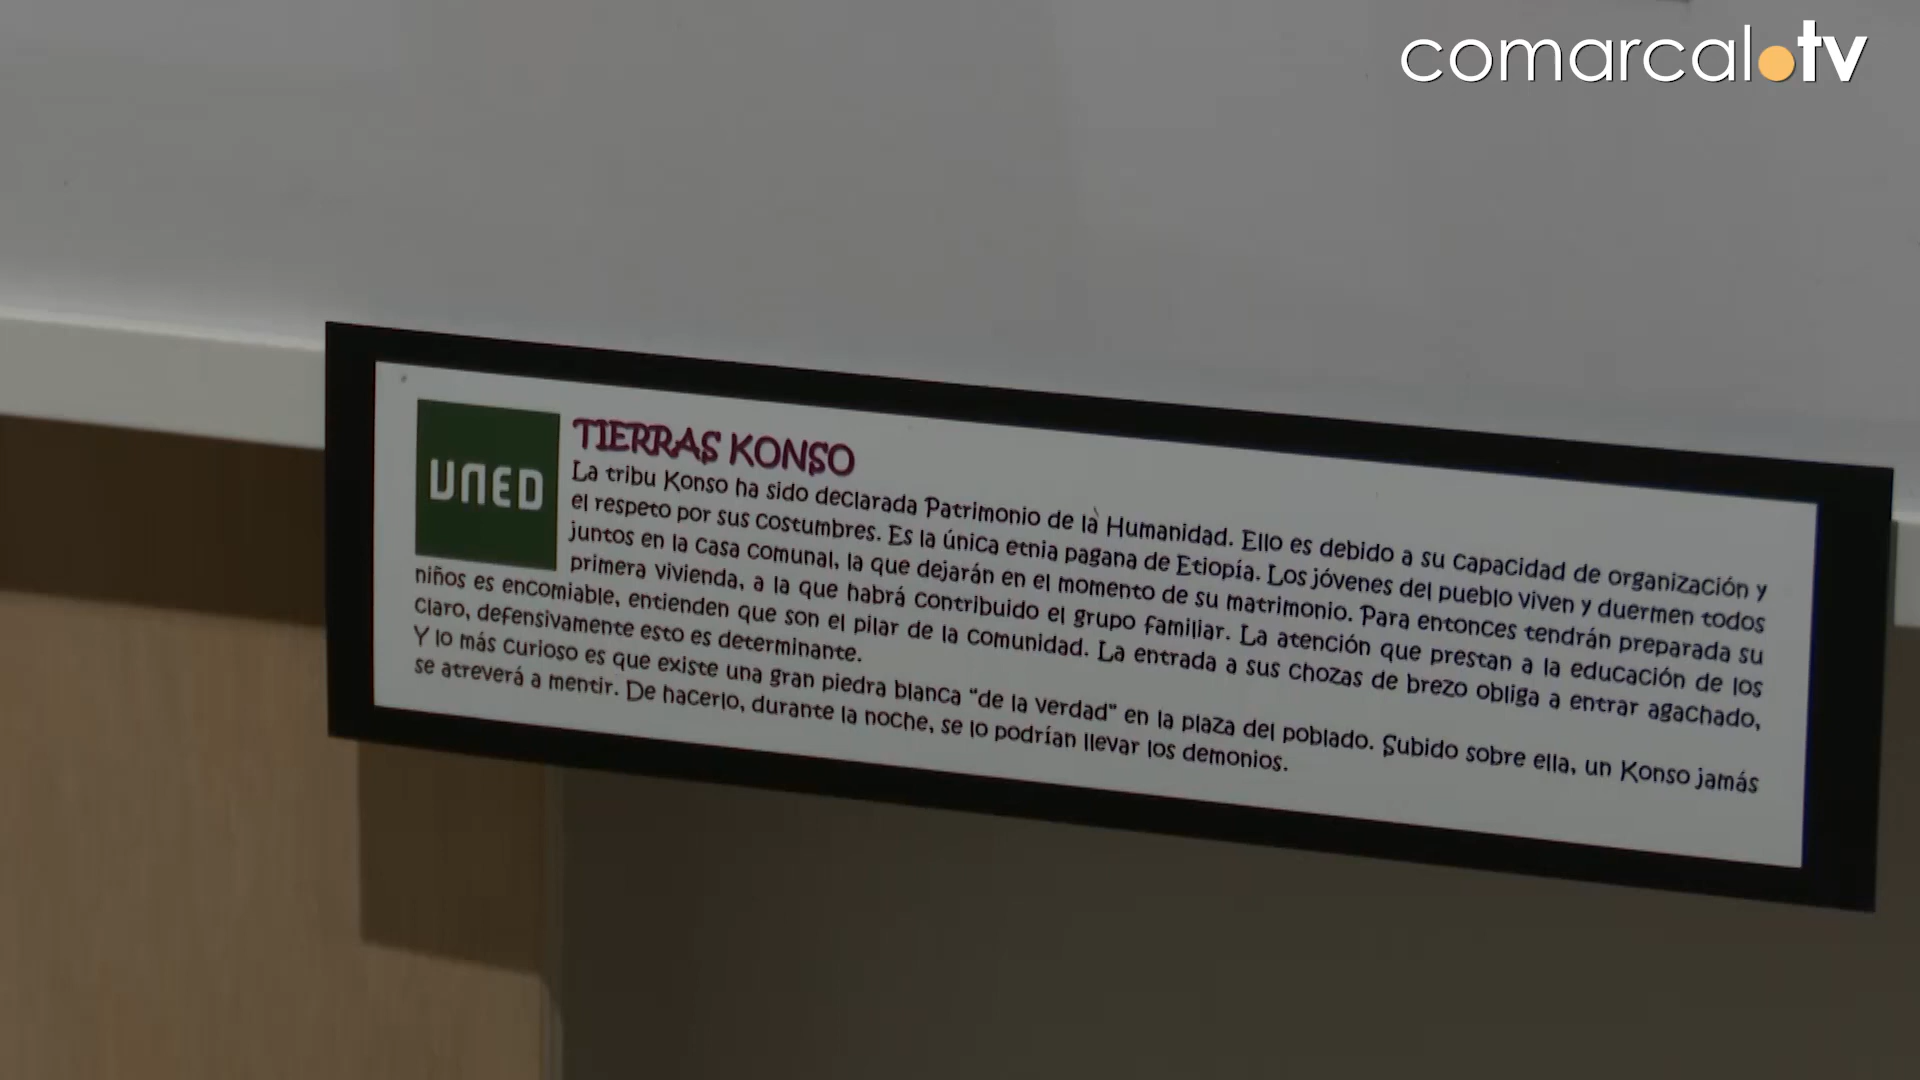 comarcal.tv
UNED
TIERRAS KONSO
La tribu Konso ha sido declarada Patrimonio de la Humanidad. Ello es debido a su capacidad de organización y
el respeto por sus costumbres. Es la única etnia pagana de Etiopía. Los jóvenes del pueblo viven y duermen todos
juntos en la casa comunal, la que dejarán en el momento de su matrimonio. Para entonces tendrán preparada su
primera vivienda, a la que habrá contribuido el grupo familiar. La atención que prestan a la educación de los
niños es encomiable, entienden que son el pilar de la comunidad. La entrada a sus chozas de brezo obliga a entrar agachado,
claro, defensivamente esto es determinante.
Y lo más curioso es que existe una gran piedra blanca "de la verdad" en la plaza del poblado. Subido sobre ella, un Konso jamás
se atreverá a mentir. De hacerlo, durante la noche, se lo podrían llevar los demonios.